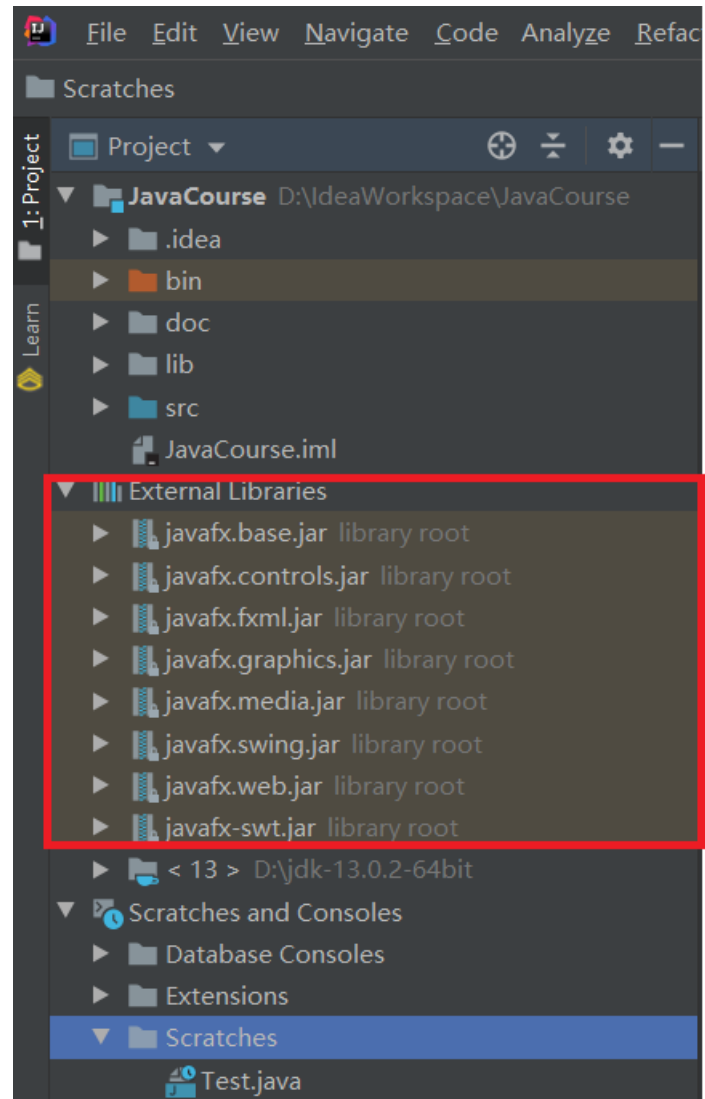 File Edit View Navigate Code Analyze Refac
Scratches
Project
1: Project
Learn
JavaCourse D:\IdeaWorkspace\JavaCourse
.idea
bin
doc
lib
src
JavaCourse.iml
External Libraries
javafx.base.jar library root
javafx.controls.jar library root
javafx.fxml.jar library root
javafx.graphics.jar library root
javafx.media.jar library root
javafx.swing.jar library root
javafx.web.jar library root
javafx-swt.jar library root
< 13 > D:\jdk-13.0.2-64bit
Scratches and Consoles
Database Consoles
Extensions
Scratches
Test.java